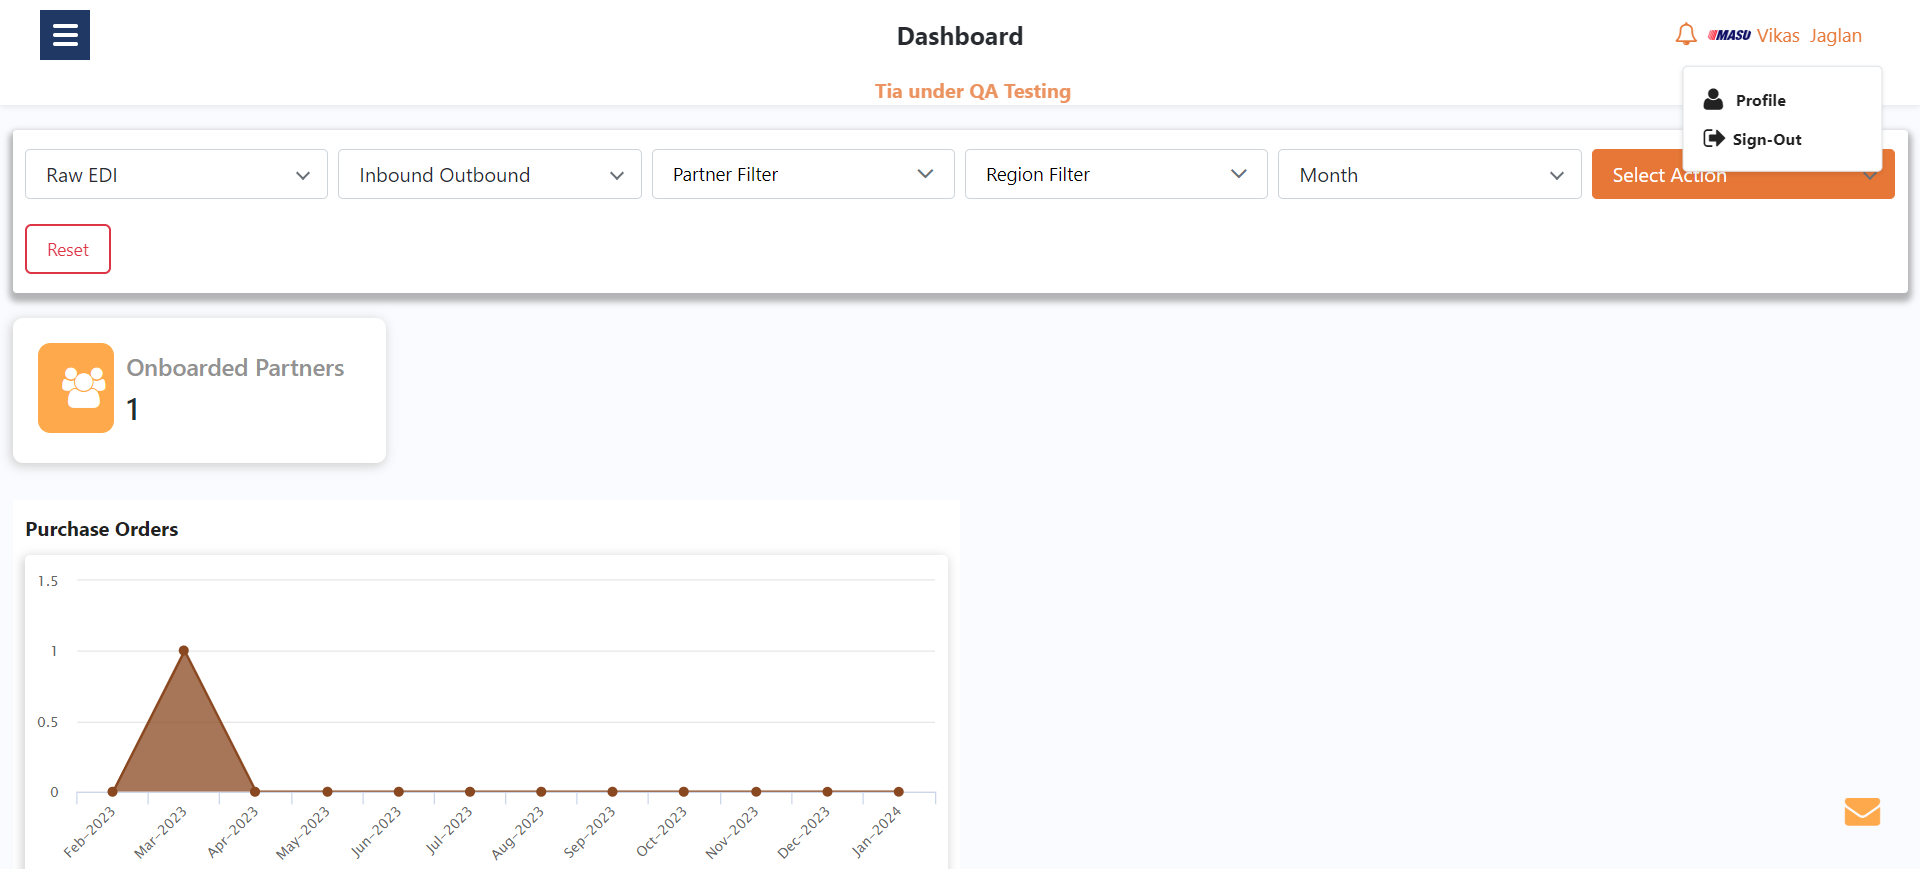 Dashboard
MASU Vikas Jaglan
Tia under QA Testing
Profile
Sign-Out
Raw EDI
Inbound Outbound
Partner Filter
Region Filter
Month
Select Action
Reset
Onboarded Partners
1
Purchase Orders
1.5
1
0.5
0
Feb-2023
Mar-2023
Apr-2023
May-2023
Jun-2023
Jul-2023
Aug-2023
Sep-2023
Oct-2023
Nov-2023
Dec-2023
Jan-2024